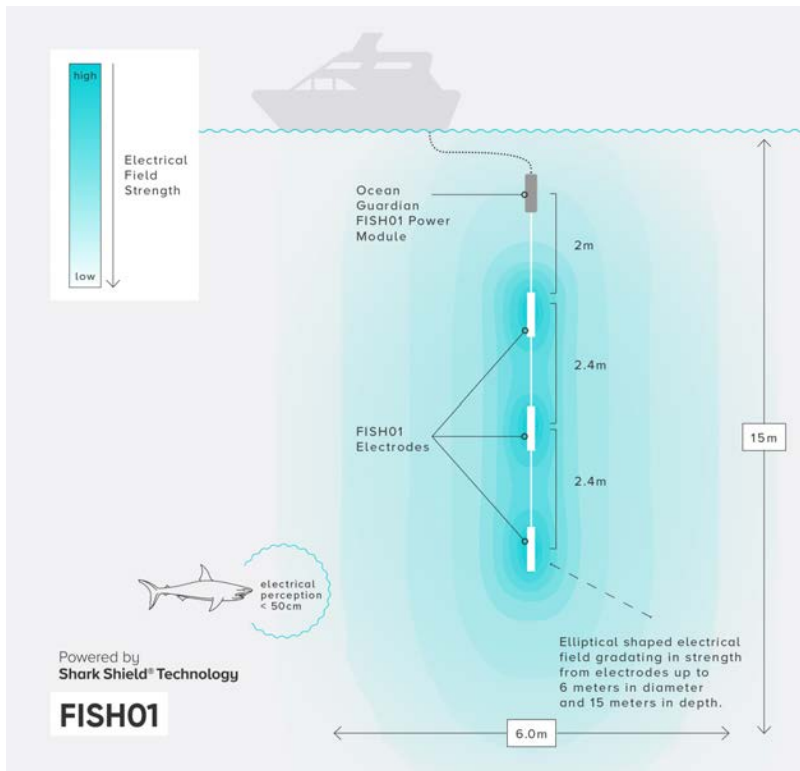 high
Electrical
Field
Strength
low
Ocean
Guardian
FISH01 Power
Module
2m
2.4m
FISH01
Electrodes
15m
2.4m
electrical
perception
< 50cm
Elliptical shaped electrical
field gradating in strength
from electrodes up to
6 meters in diameter
and 15 meters in depth.
Powered by
Shark Shield® Technology
FISH01
6.0m